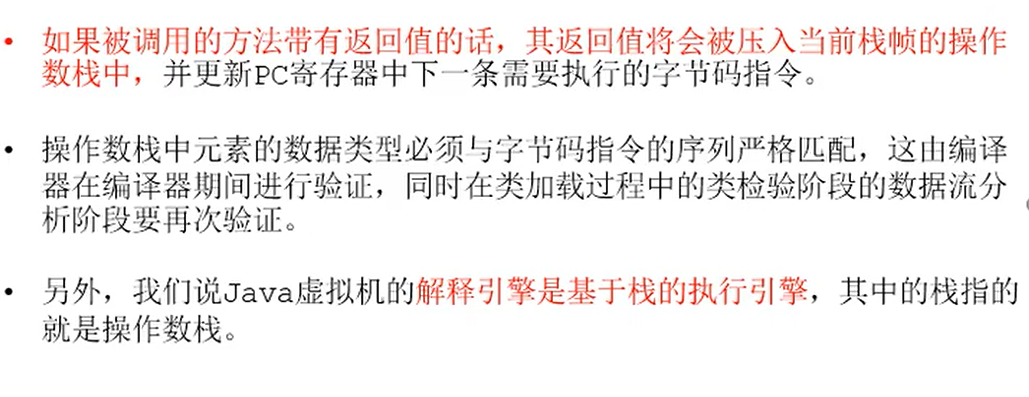 • 如果被调用的方法带有返回值的话，其返回值将会被压入当前栈帧的操作
数栈中，并更新PC寄存器中下一条需要执行的字节码指令。
• 操作数栈中元素的数据类型必须与字节码指令的序列严格匹配，这由编译
器在编译器期间进行验证，同时在类加载过程中的类检验阶段的数据流分
析阶段要再次验证。
• 另外，我们说Java虚拟机的解释引擎是基于栈的执行引擎，其中的栈指的
就是操作数栈。